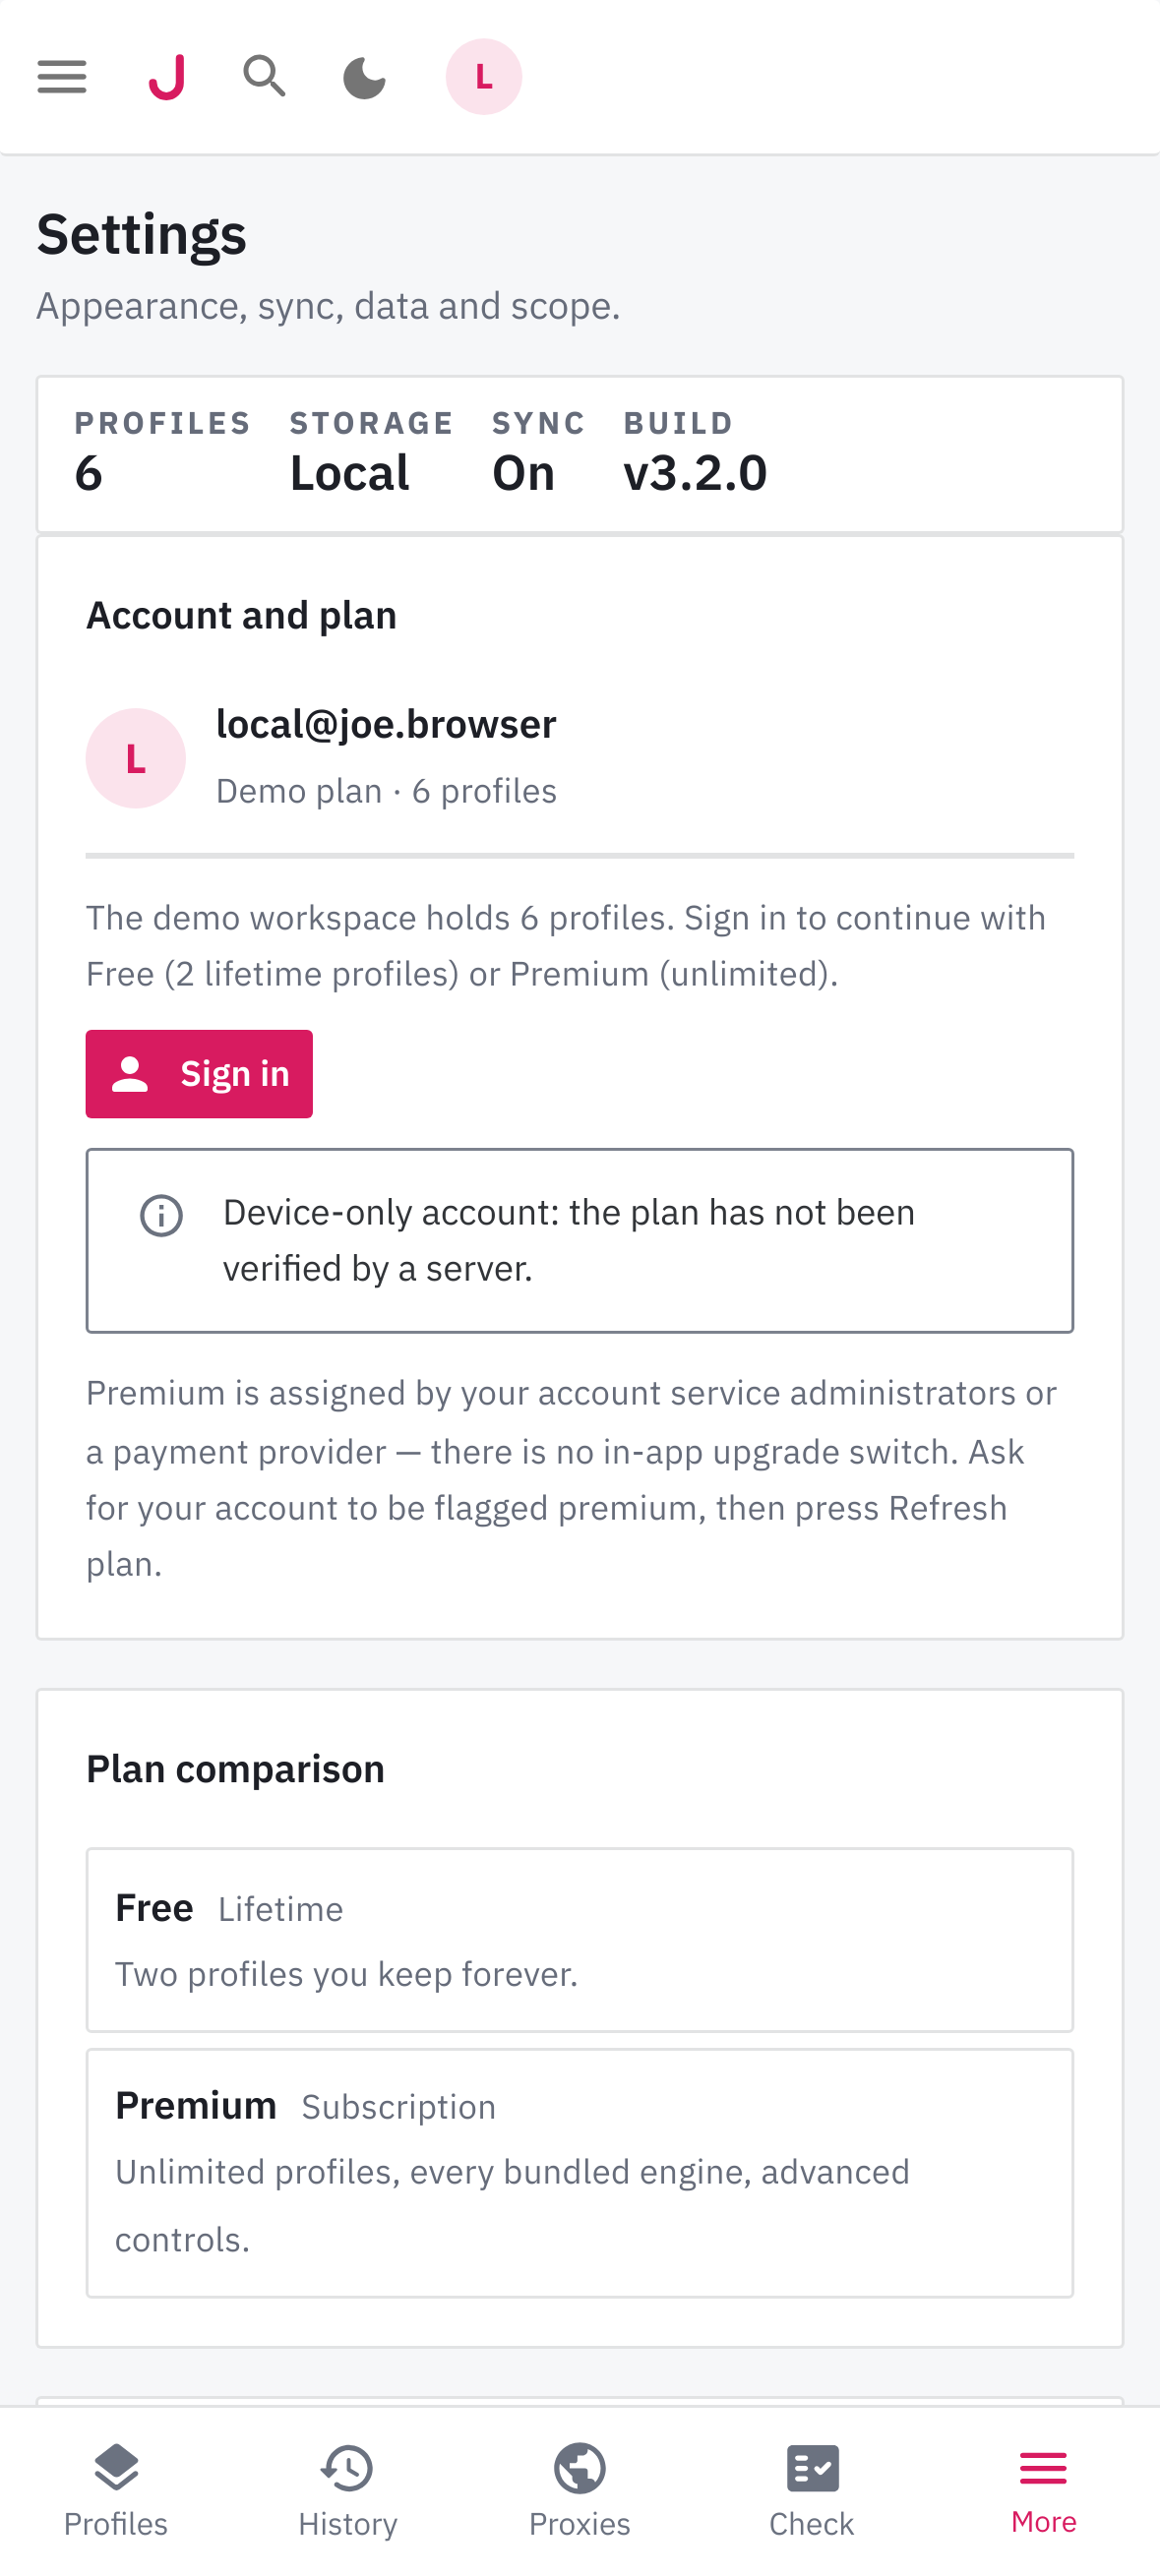 J
L
Settings
Appearance, sync, data and scope.
PROFILES STORAGE SYNC BUILD
6 Local On v3.2.0
Account and plan
L
local@joe.browser
Demo plan · 6 profiles
The demo workspace holds 6 profiles. Sign in to continue with
Free (2 lifetime profiles) or Premium (unlimited).
Sign in
Device-only account: the plan has not been
verified by a server.
Premium is assigned by your account service administrators or
a payment provider — there is no in-app upgrade switch. Ask
for your account to be flagged premium, then press Refresh
plan.
Plan comparison
Free Lifetime
Two profiles you keep forever.
Premium Subscription
Unlimited profiles, every bundled engine, advanced
controls.
Profiles History Proxies Check More